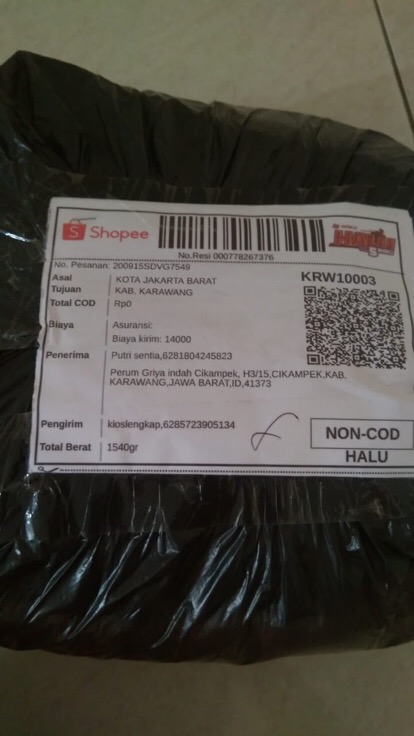 Shopee
No.Resi 000778267376
No. Pesanan: 200915SDVG7549
KRW10003
Asal KOTA JAKARTA BARAT
Tujuan KAB. KARAWANG
Total COD Rp0
Biaya Asuransi:
Biaya kirim: 14000
Penerima Putri sentia,6281804245823
Perum Griya indah Cikampek, H3/15,CIKAMPEK,KAB.
KARAWANG,JAWA BARAT,ID,41373
Pengirim kioslengkap,6285723905134
NON-COD
Total Berat 1540gr
HALU